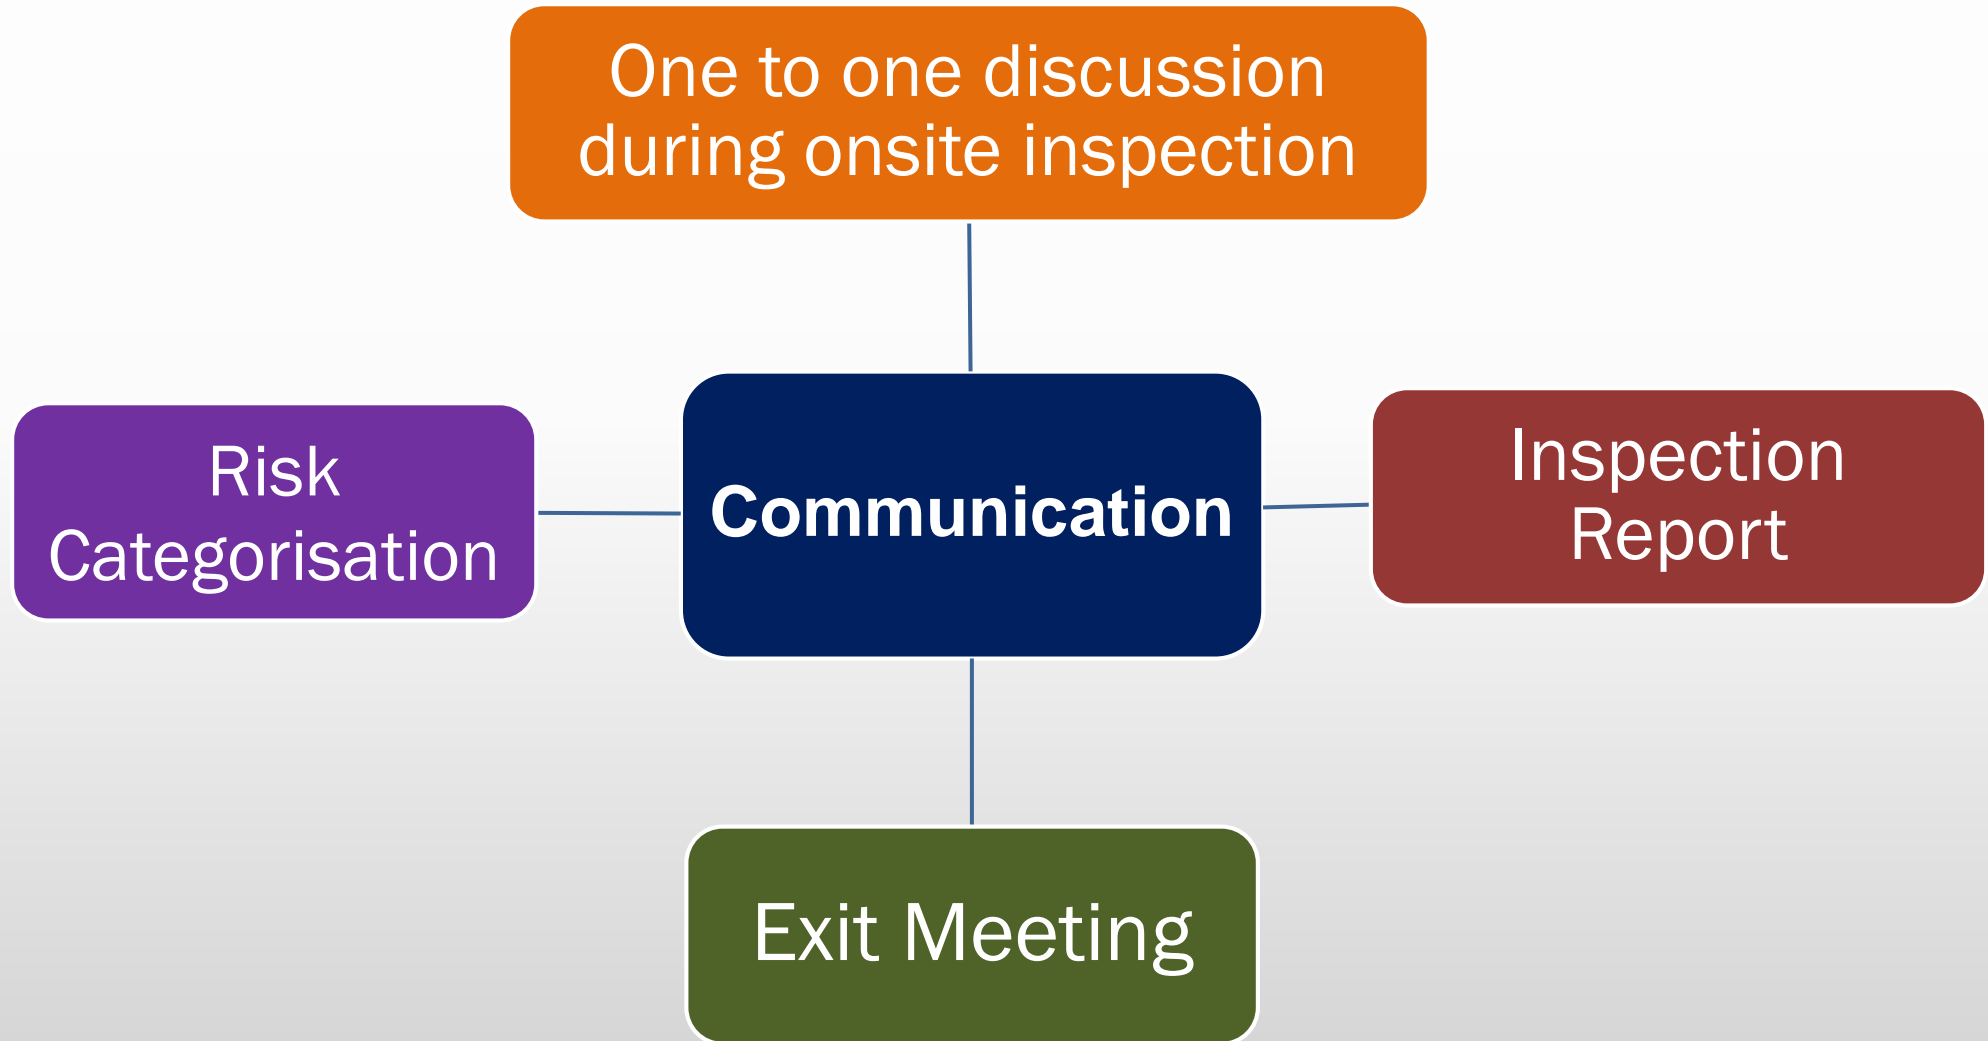 One to one discussion
during onsite inspection
Risk
Categorisation
Communication
Inspection
Report
Exit Meeting